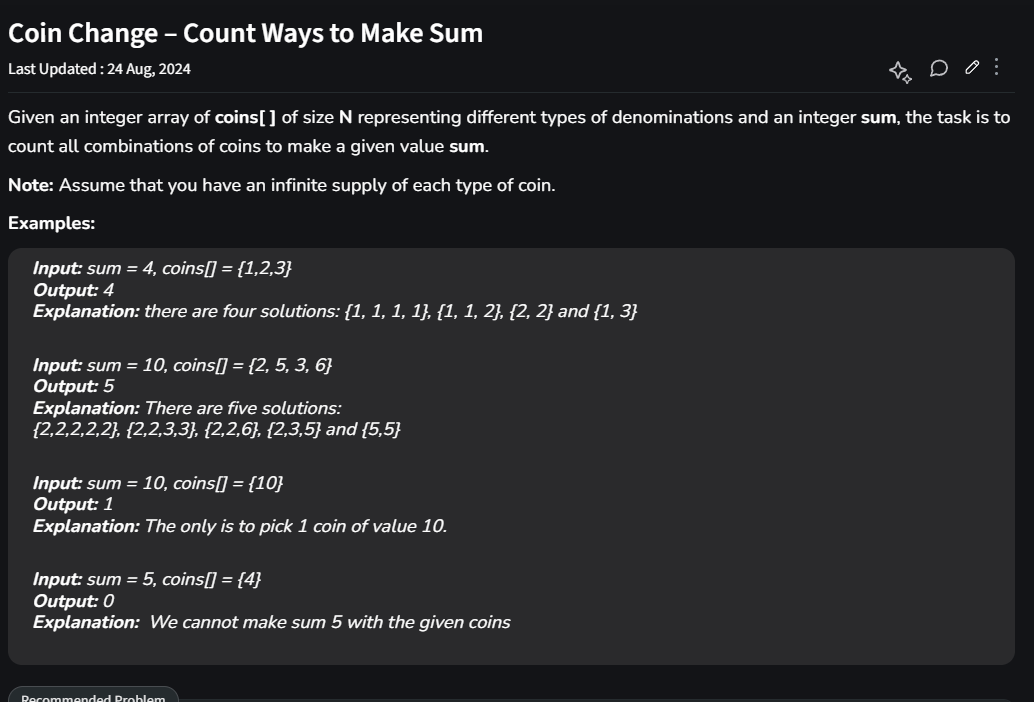 Coin Change – Count Ways to Make Sum
Last Updated : 24 Aug, 2024
Given an integer array of coins[ ] of size N representing different types of denominations and an integer sum, the task is to
count all combinations of coins to make a given value sum.
Note: Assume that you have an infinite supply of each type of coin.
Examples:
Input: sum = 4, coins[] = {1,2,3}
Output: 4
Explanation: there are four solutions: {1, 1, 1, 1}, {1, 1, 2}, {2, 2} and {1, 3}
Input: sum = 10, coins[] = {2, 5, 3, 6}
Output: 5
Explanation: There are five solutions:
{2,2,2,2,2}, {2,2,3,3}, {2,2,6}, {2,3,5} and {5,5}
Input: sum = 10, coins[] = {10}
Output: 1
Explanation: The only is to pick 1 coin of value 10.
Input: sum = 5, coins[] = {4}
Output: 0
Explanation: We cannot make sum 5 with the given coins
Recommended Problem